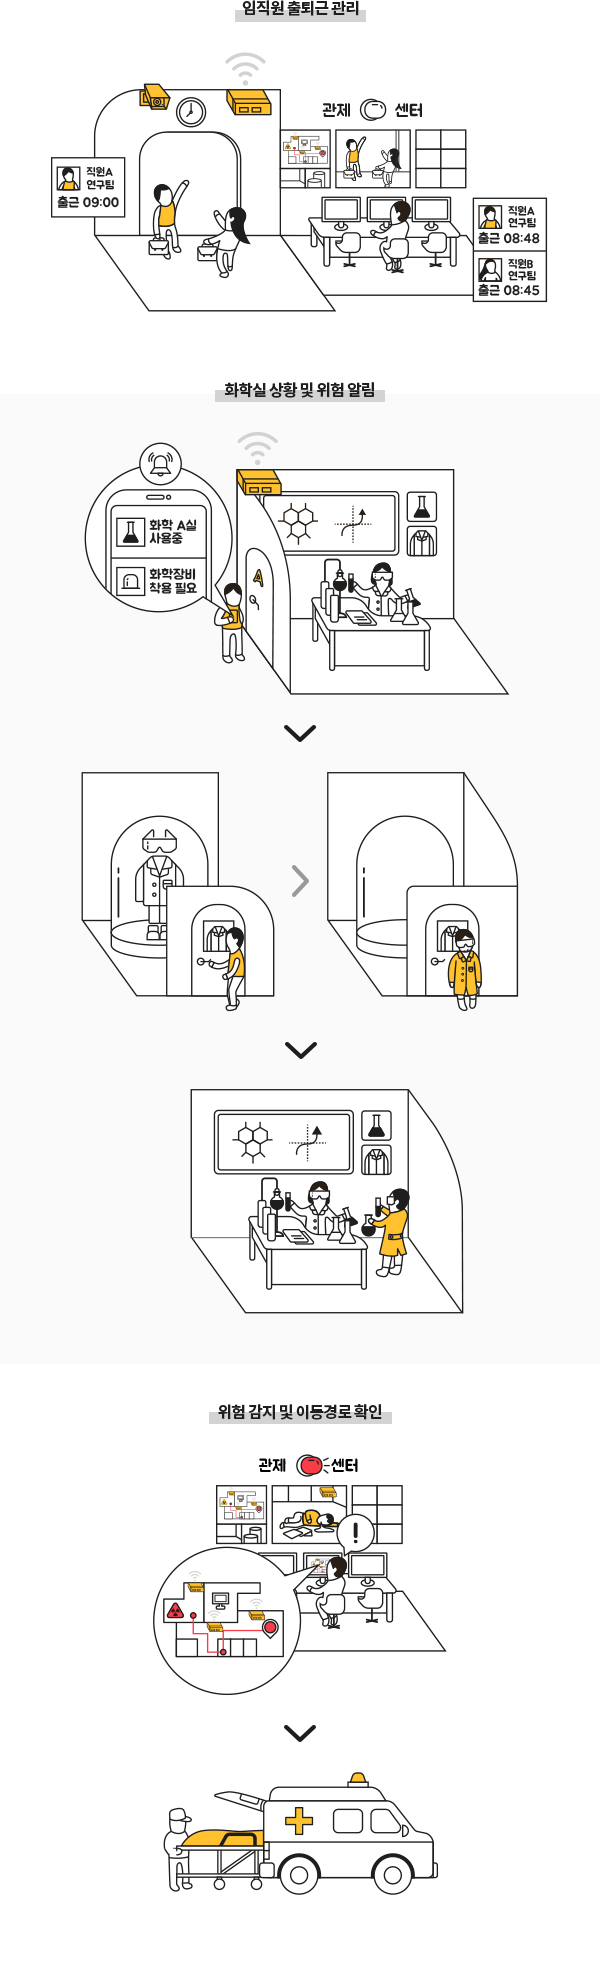 임직원 출퇴근 관리
관제 센터
직원A
연구팀
출근 09:00
직원A
연구팀
출근 08:48
직원B
연구팀
출근 08:45
화학실 상황 및 위험 알림
화학 A실
사용중
화학장비
착용 필요
A
위험 감지 및 이동경로 확인
관제 센터
!